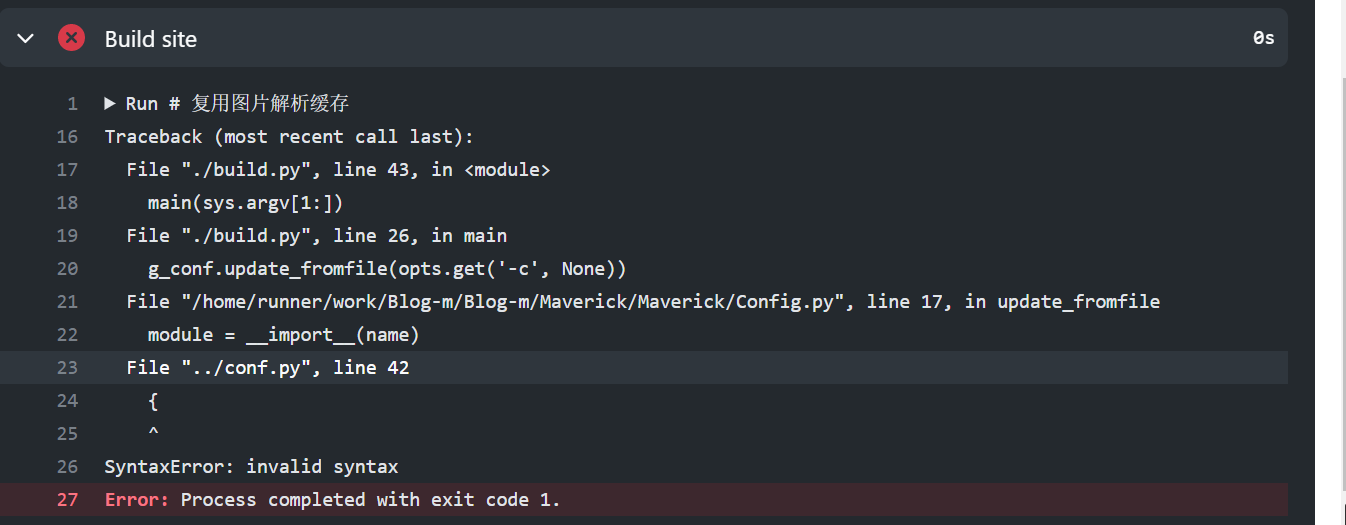 Build site 0s
1 Run # 复用图片解析缓存
16 Traceback (most recent call last):
17 File "./build.py", line 43, in <module>
18 main(sys.argv[1:])
19 File "./build.py", line 26, in main
20 g_conf.update_fromfile(opts.get('-c', None))
21 File "/home/runner/work/Blog-m/Blog-m/Maverick/Maverick/Config.py", line 17, in update_fromfile
22 module = __import__(name)
23 File "../conf.py", line 42
24 {
25 ^
26 SyntaxError: invalid syntax
27 Error: Process completed with exit code 1.